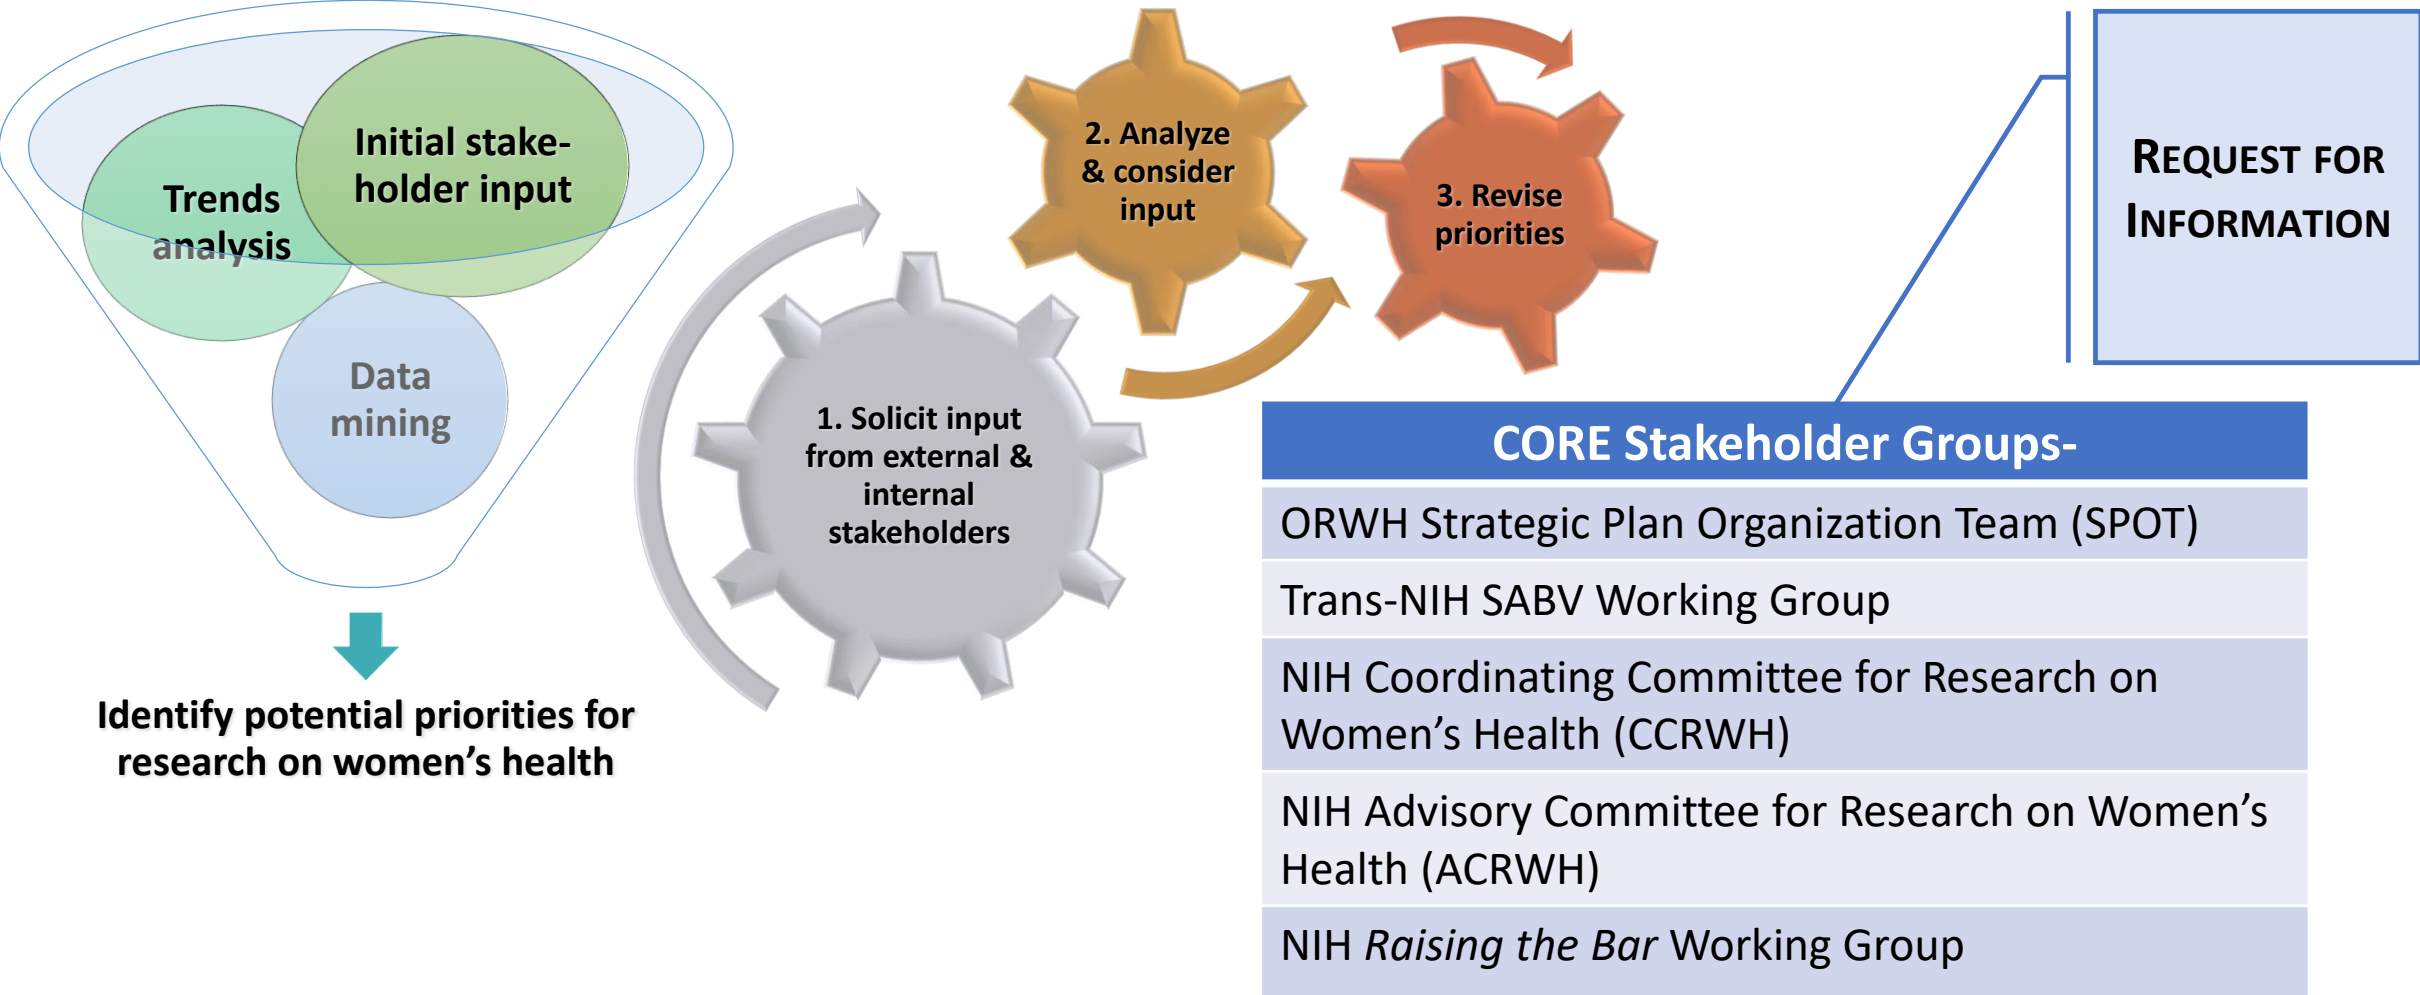 Initial stake-
holder input
Trends
analysis
Data
mining
Identify potential priorities for
research on women’s health
1. Solicit input
from external &
internal
stakeholders
2. Analyze
& consider
input
3. Revise
priorities
REQUEST FOR
INFORMATION
CORE Stakeholder Groups-
ORWH Strategic Plan Organization Team (SPOT)
Trans-NIH SABV Working Group
NIH Coordinating Committee for Research on
Women’s Health (CCRWH)
NIH Advisory Committee for Research on Women’s
Health (ACRWH)
NIH Raising the Bar Working Group